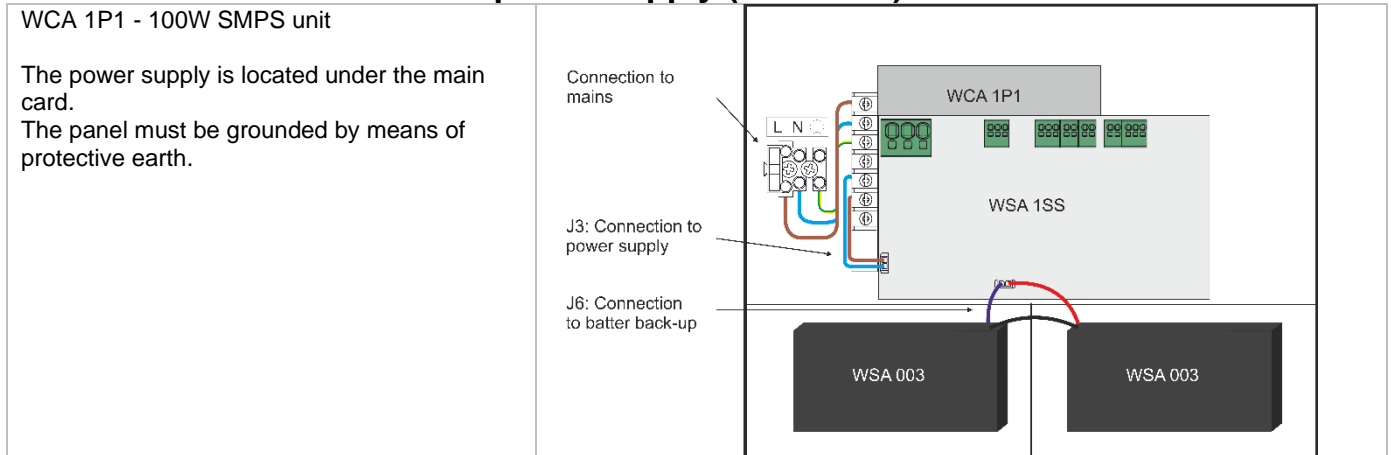 WCA 1P1 - 100W SMPS unit
The power supply is located under the main
card.
The panel must be grounded by means of
protective earth.
Connection to
mains
L N
WCA 1P1
WSA 1SS
J3: Connection to
power supply
J6: Connection
to batter back-up
WSA 003
WSA 003